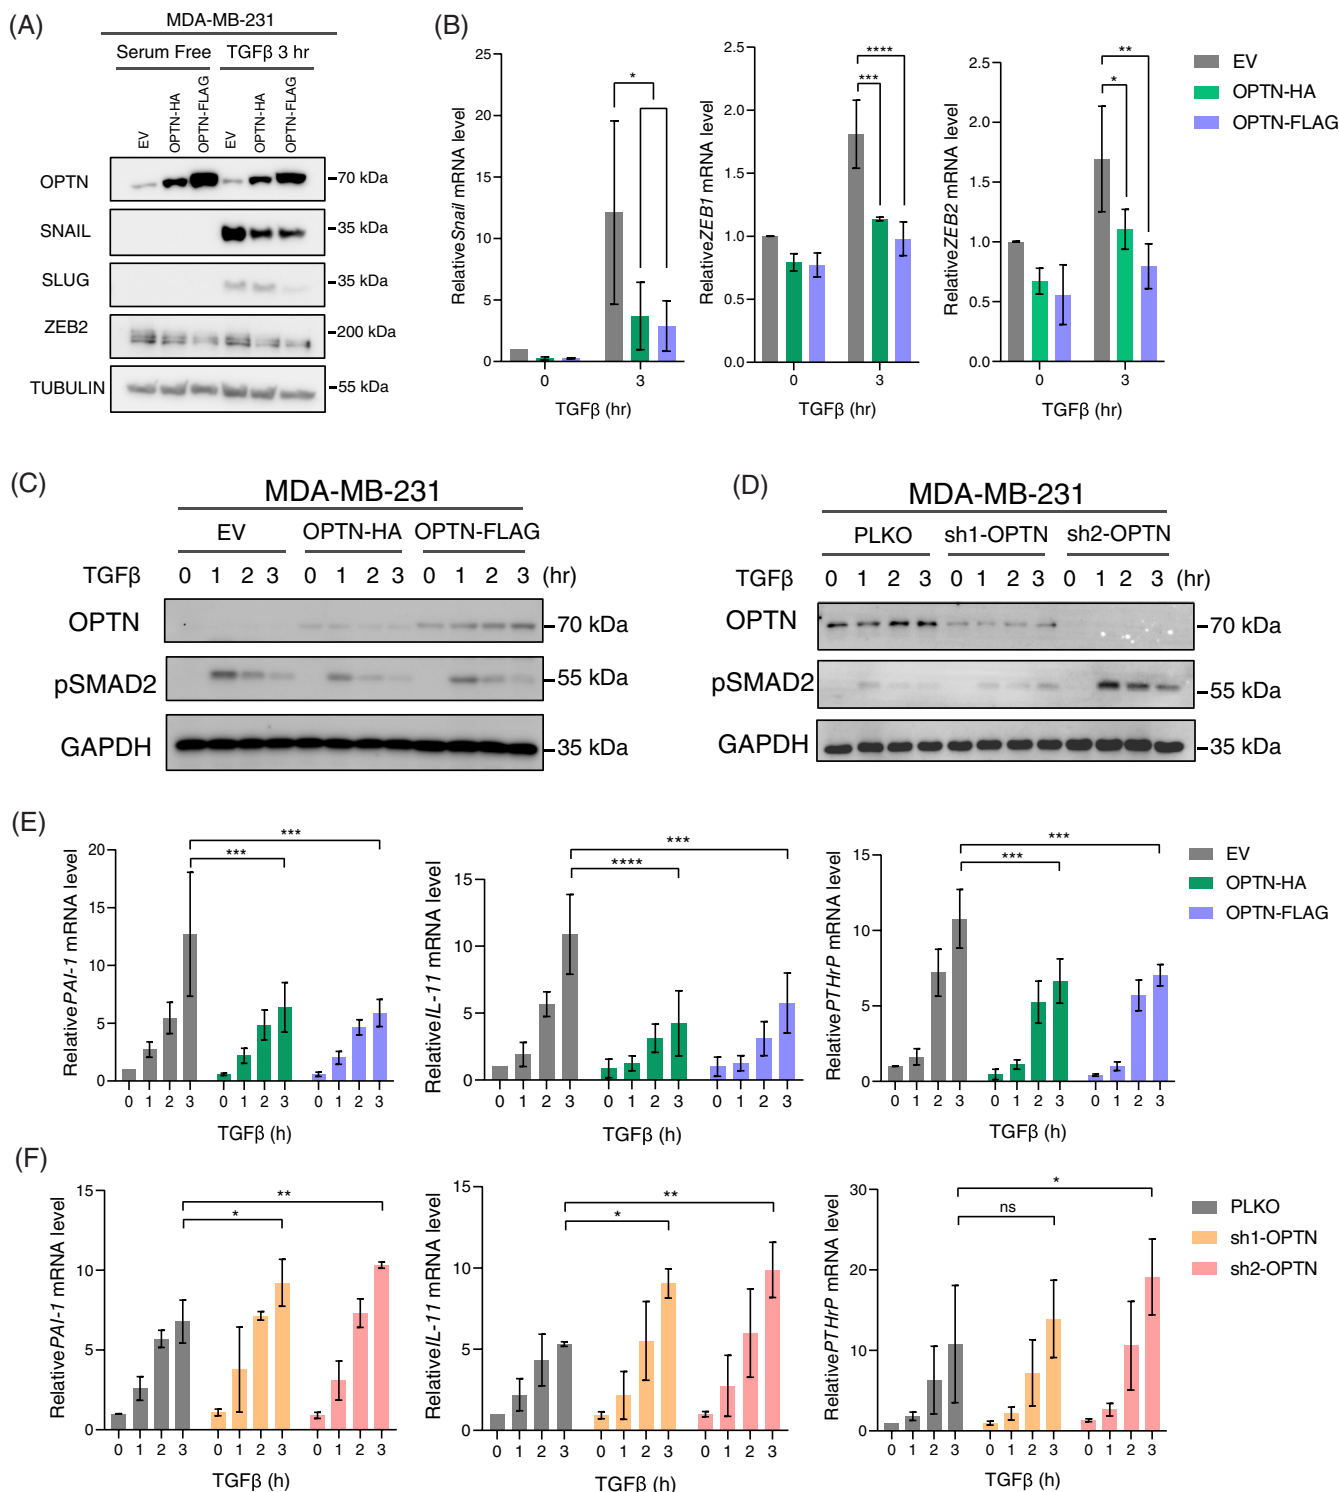 (A)
MDA-MB-231
Serum Free TGFβ 3 hr
EV OPTN-HA OPTN-FLAG EV OPTN-HA OPTN-FLAG
OPTN 70 kDa
SNAIL 35 kDa
SLUG 35 kDa
ZEB2 200 kDa
TUBULIN 55 kDa
(B)
Relative Snail mRNA level
25
20
15
10
5
0
*
0 3
TGFβ (hr)
Relative ZEB1 mRNA level
2.5
2.0
1.5
1.0
0.5
0.0
****
***
0 3
TGFβ (hr)
Relative ZEB2 mRNA level
2.5
2.0
1.5
1.0
0.5
0.0
**
*
0 3
TGFβ (hr)
EV
OPTN-HA
OPTN-FLAG
(C)
MDA-MB-231
EV OPTN-HA OPTN-FLAG
TGFβ 0 1 2 3 0 1 2 3 0 1 2 3 (hr)
OPTN 70 kDa
pSMAD2 55 kDa
GAPDH 35 kDa
(D)
MDA-MB-231
PLKO sh1-OPTN sh2-OPTN
TGFβ 0 1 2 3 0 1 2 3 0 1 2 3 (hr)
OPTN 70 kDa
pSMAD2 55 kDa
GAPDH 35 kDa
(E)
Relative PAI-1 mRNA level
20
15
10
5
0
***
***
0 1 2 3 0 1 2 3 0 1 2 3
TGFβ (h)
Relative IL-11 mRNA level
15
10
5
0
***
****
0 1 2 3 0 1 2 3 0 1 2 3
TGFβ (h)
Relative PTHrP mRNA level
15
10
5
0
***
***
0 1 2 3 0 1 2 3 0 1 2 3
TGFβ (h)
EV
OPTN-HA
OPTN-FLAG
(F)
Relative PAI-1 mRNA level
15
10
5
0
**
*
0 1 2 3 0 1 2 3 0 1 2 3
TGFβ (h)
Relative IL-11 mRNA level
15
10
5
0
**
*
0 1 2 3 0 1 2 3 0 1 2 3
TGFβ (h)
Relative PTHrP mRNA level
30
20
10
0
*
ns
0 1 2 3 0 1 2 3 0 1 2 3
TGFβ (h)
PLKO
sh1-OPTN
sh2-OPTN